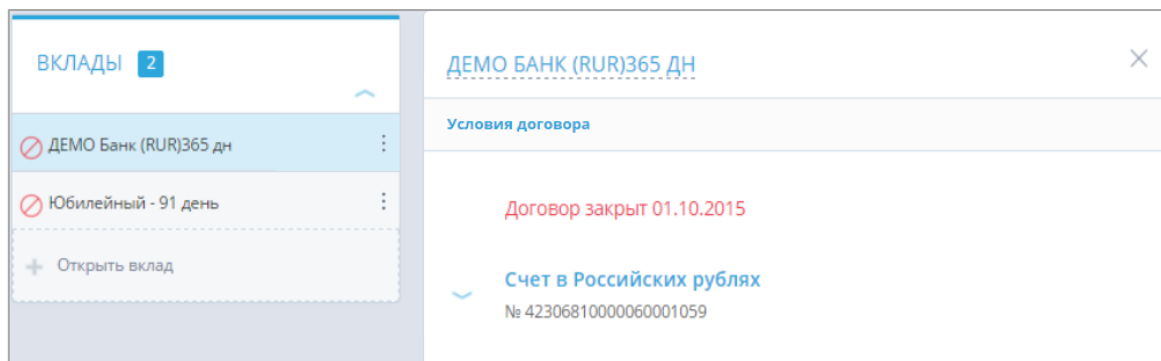 ВКЛАДЫ 2
ДЕМО Банк (RUR)365 дн
Юбилейный - 91 день
Открыть вклад
ДЕМО БАНК (RUR)365 ДН
Условия договора
Договор закрыт 01.10.2015
Счет в Российских рублях
№ 42306810000060001059